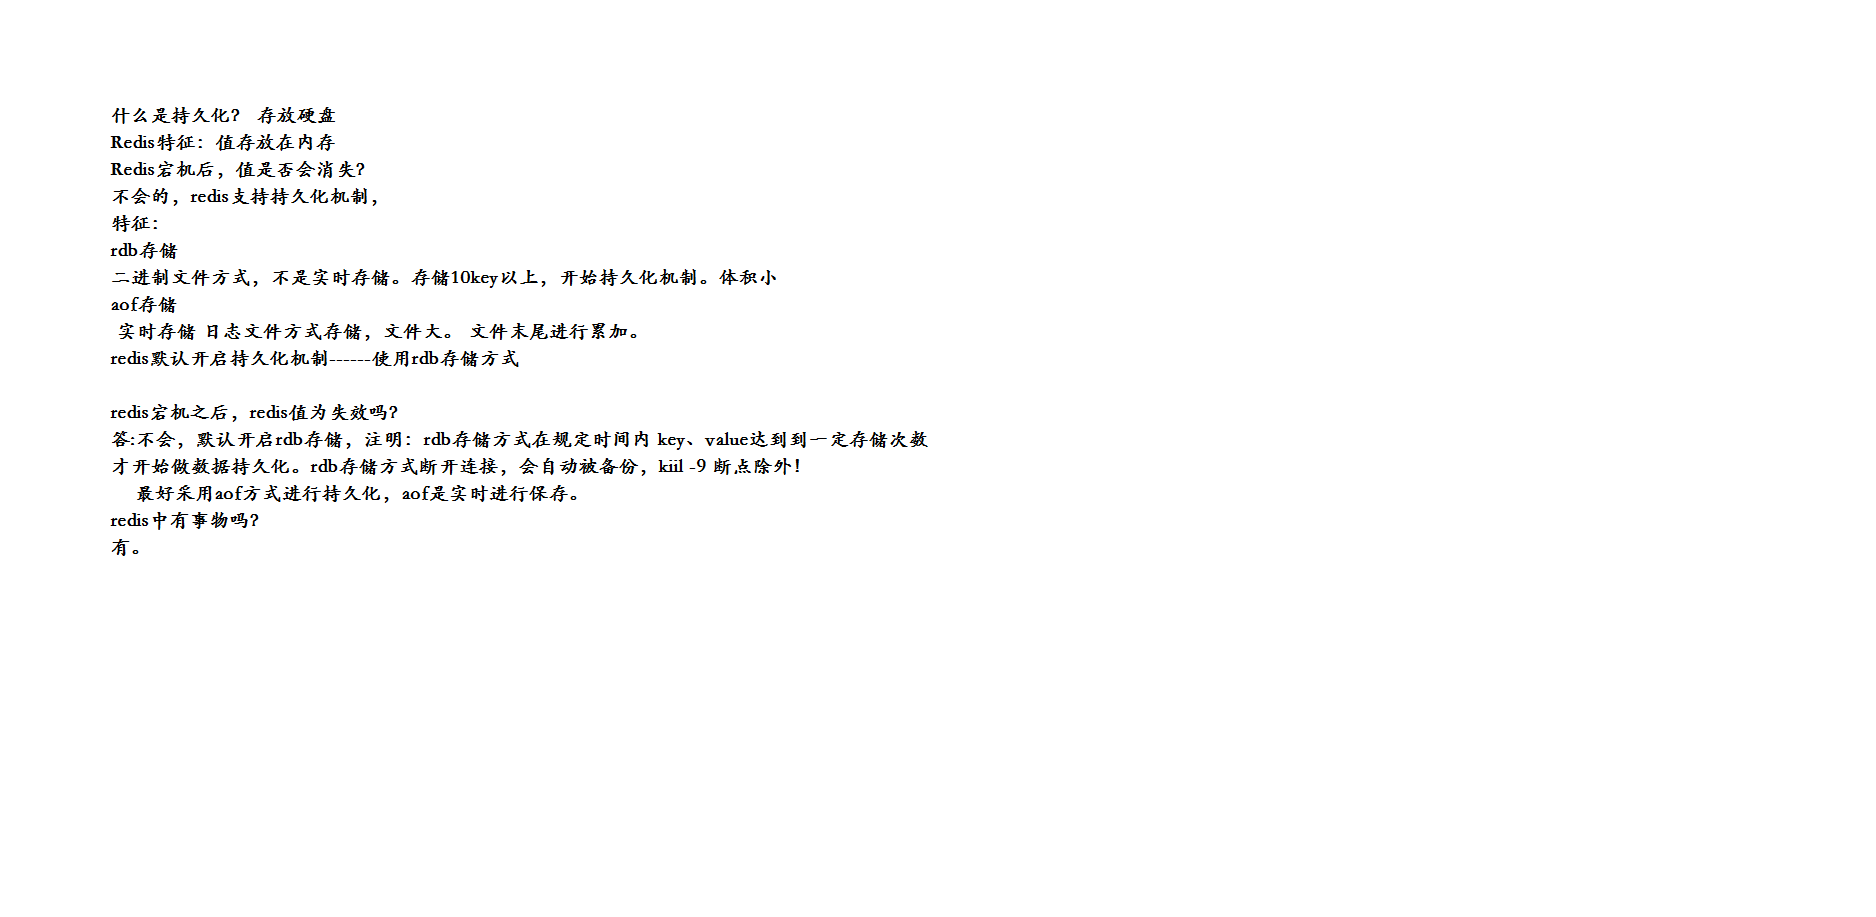 什么是持久化？ 存放硬盘
Redis特征：值存放在内存
Redis宕机后，值是否会消失?
不会的，redis支持持久化机制，
特征：
rdb存储
二进制文件方式，不是实时存储。存储10key以上，开始持久化机制。体积小
aof存储
实时存储 日志文件方式存储，文件大。 文件末尾进行累加。
redis默认开启持久化机制------使用rdb存储方式
redis宕机之后，redis值为失效吗?
答:不会，默认开启rdb存储，注明：rdb存储方式在规定时间内 key、value达到到一定存储次数
才开始做数据持久化。rdb存储方式断开连接，会自动被备份，kiil -9 断点除外！
最好采用aof方式进行持久化，aof是实时进行保存。
redis中有事物吗?
有。